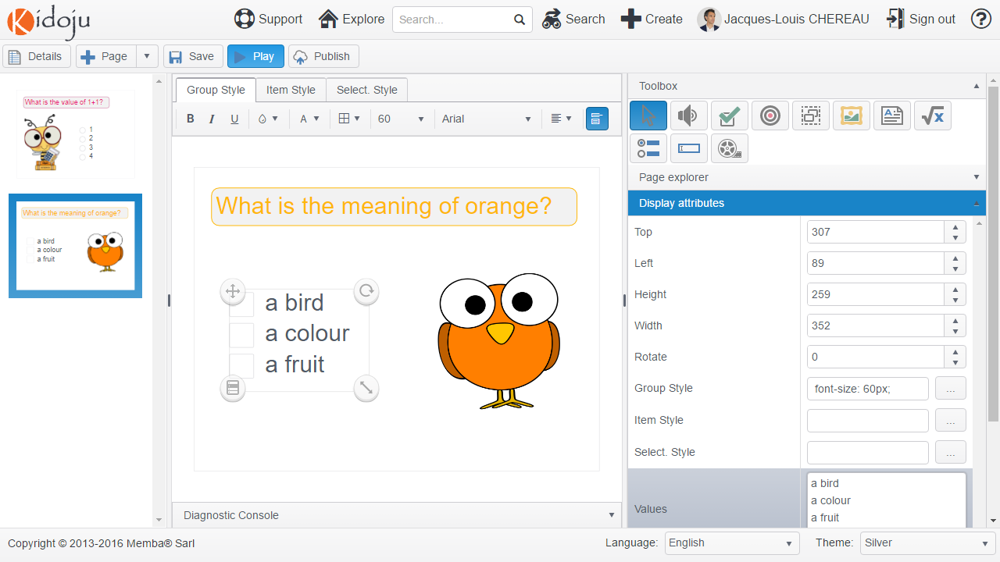 Kidoju
Support
Explore
Search...
Search
Create
Jacques-Louis CHEREAU
Sign out
?
Details
Page
Save
Play
Publish
What is the value of 1+1?
1
2
3
4
What is the meaning of orange?
a bird
a colour
a fruit
Group Style
Item Style
Select. Style
B
I
U
A
60
Arial
What is the meaning of orange?
a bird
a colour
a fruit
Diagnostic Console
Toolbox
Page explorer
Display attributes
Top
307
Left
89
Height
259
Width
352
Rotate
0
Group Style
font-size: 60px;
...
Item Style
...
Select. Style
...
Values
a bird
a colour
a fruit
Copyright © 2013-2016 Memba® Sarl
Language:
English
Theme:
Silver